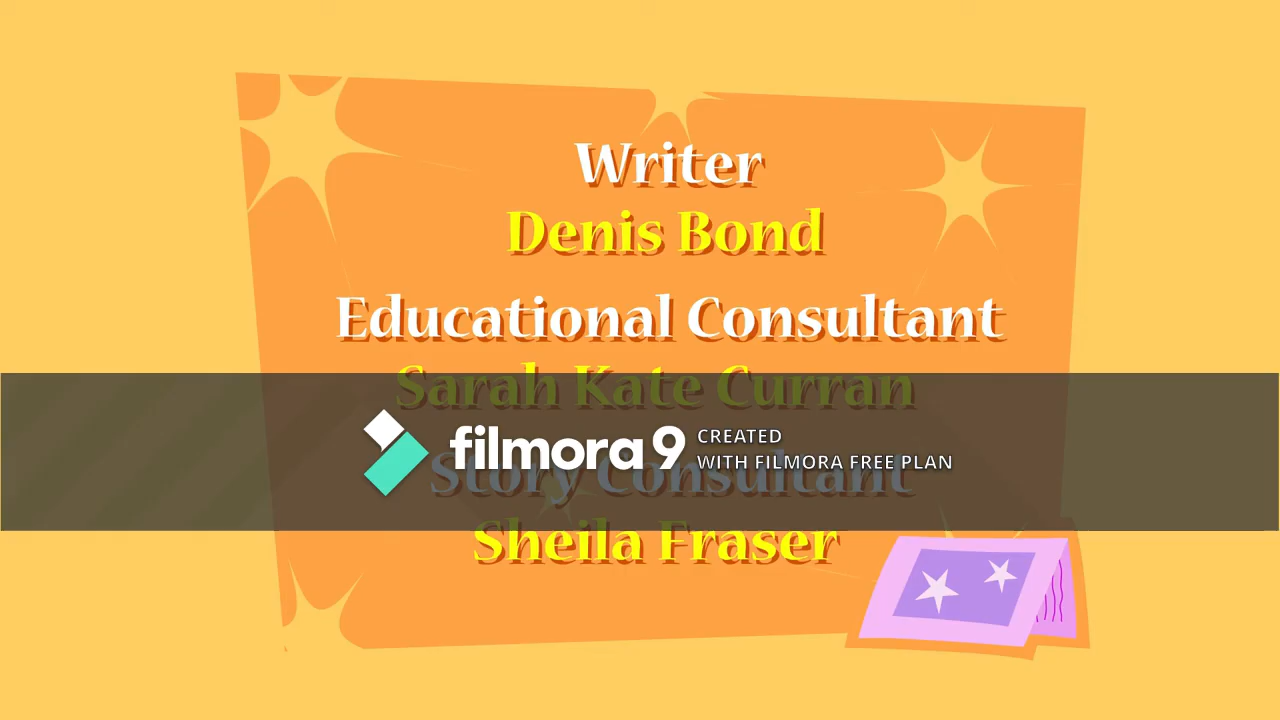 Writer
Denis Bond
Educational Consultant
Sarah Kate Curran
filmora9 CREATED
WITH FILMORA FREE PLAN
Story Consultant
Sheila Fraser